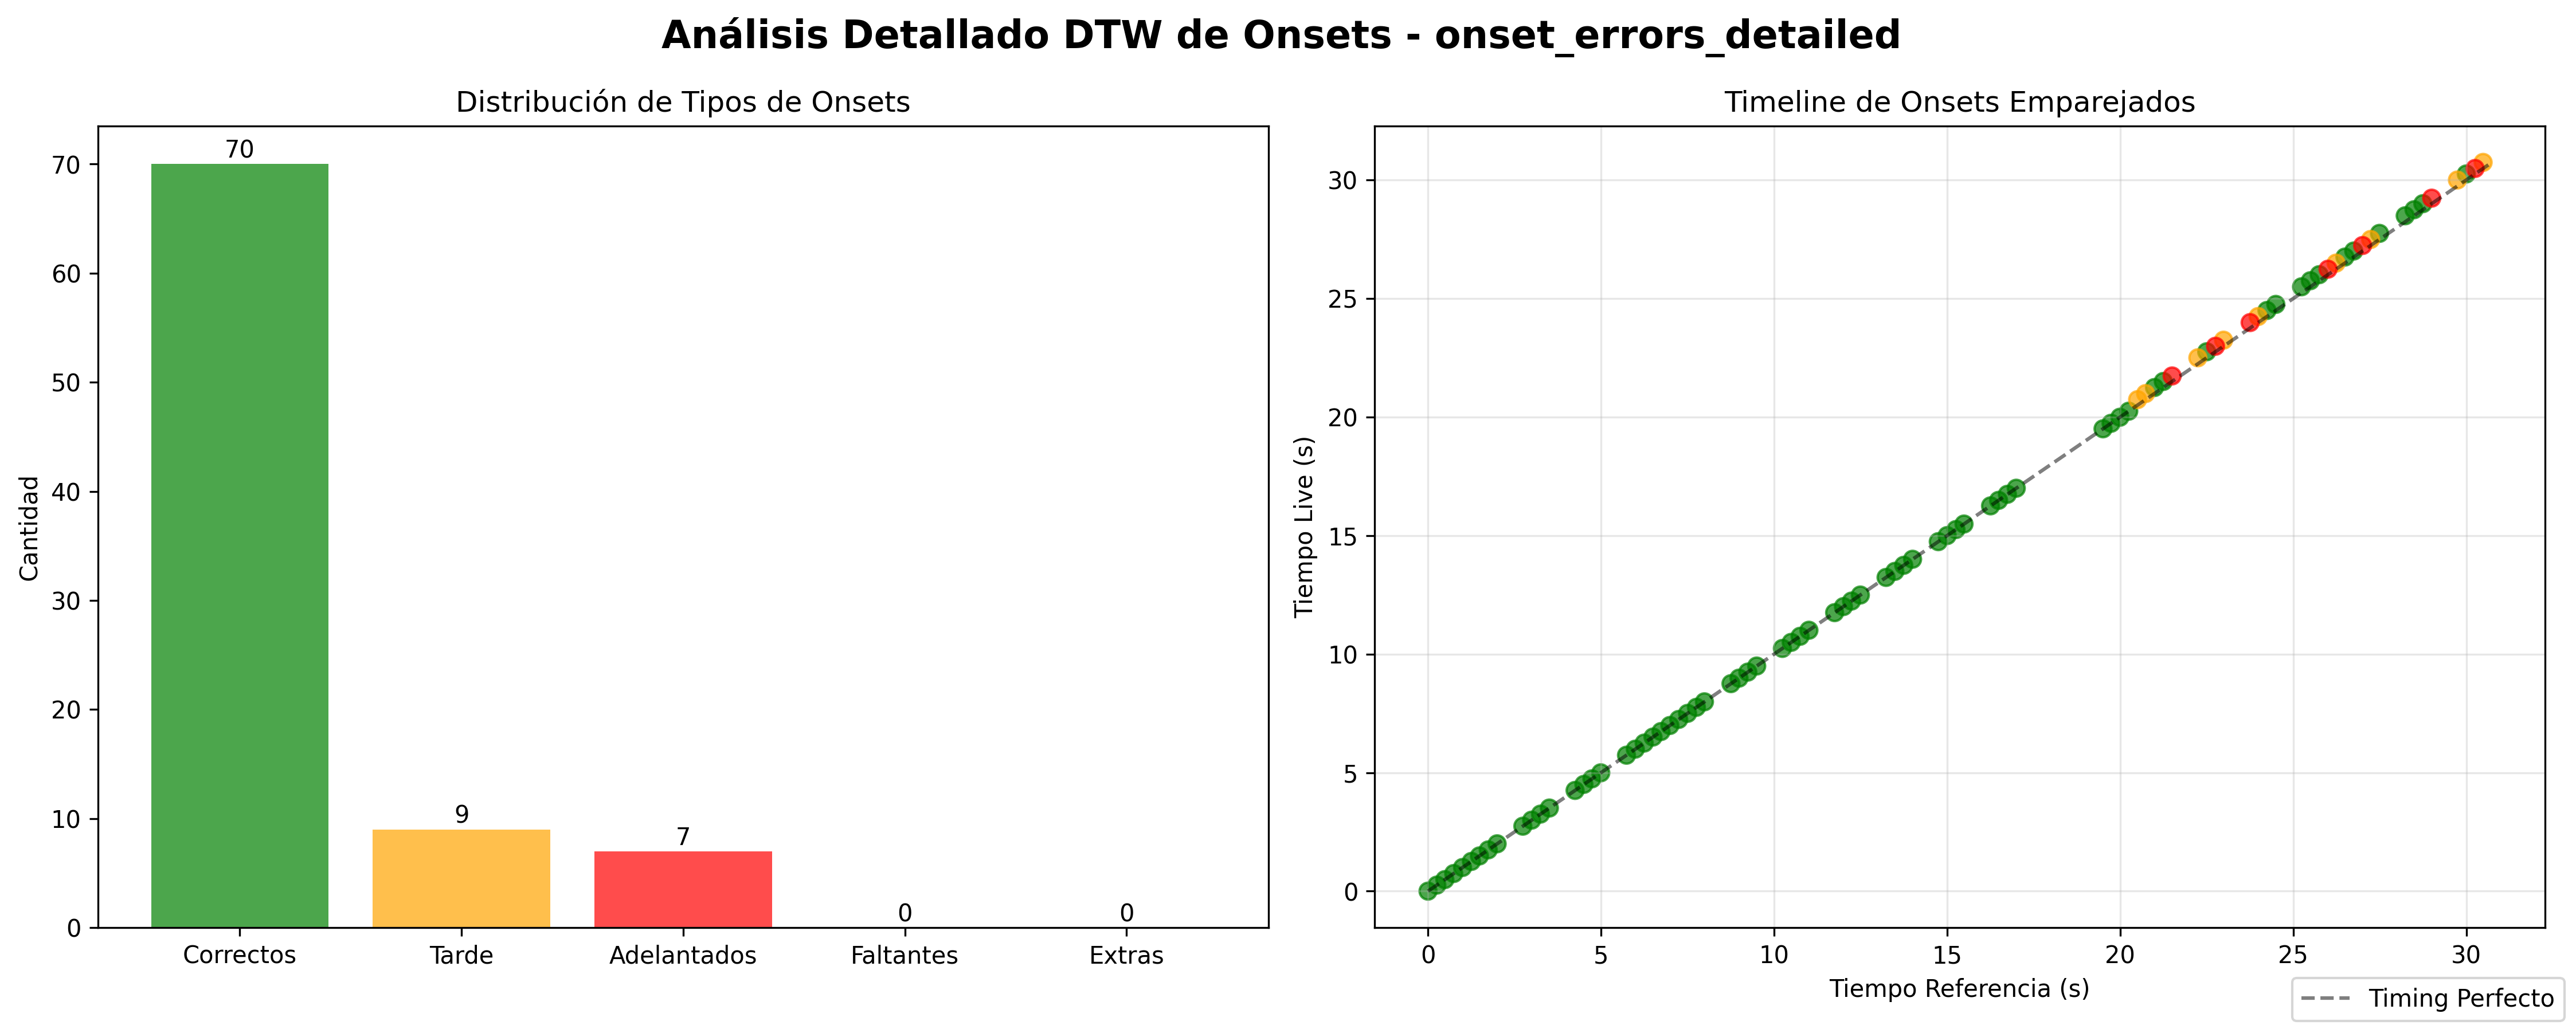 Análisis Detallado DTW de Onsets - onset_errors_detailed
Distribución de Tipos de Onsets
Cantidad
70
60
50
40
30
20
10
0
70
9
7
0
0
Correctos
Tarde
Adelantados
Faltantes
Extras
Timeline de Onsets Emparejados
Tiempo Live (s)
30
25
20
15
10
5
0
0
5
10
15
20
25
30
Tiempo Referencia (s)
Timing Perfecto